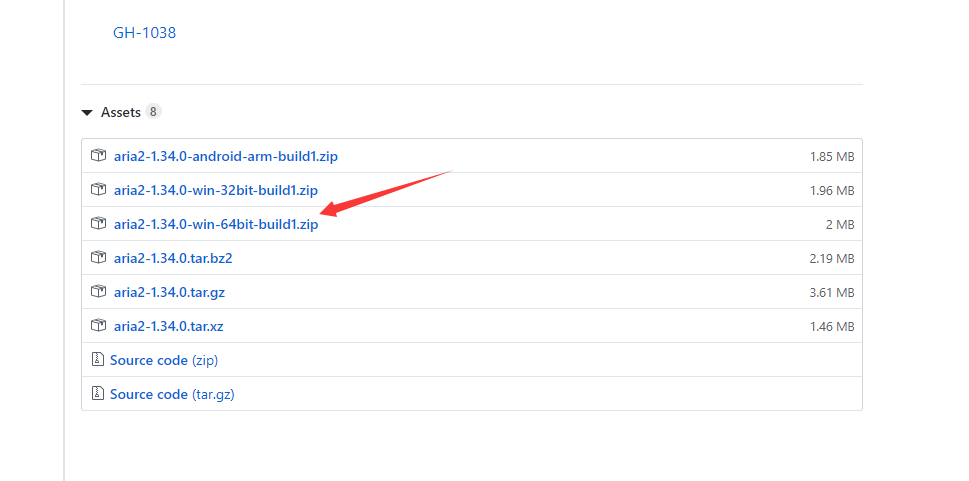 GH-1038
Assets 8
aria2-1.34.0-android-arm-build1.zip 1.85 MB
aria2-1.34.0-win-32bit-build1.zip 1.96 MB
aria2-1.34.0-win-64bit-build1.zip 2 MB
aria2-1.34.0.tar.bz2 2.19 MB
aria2-1.34.0.tar.gz 3.61 MB
aria2-1.34.0.tar.xz 1.46 MB
Source code (zip)
Source code (tar.gz)